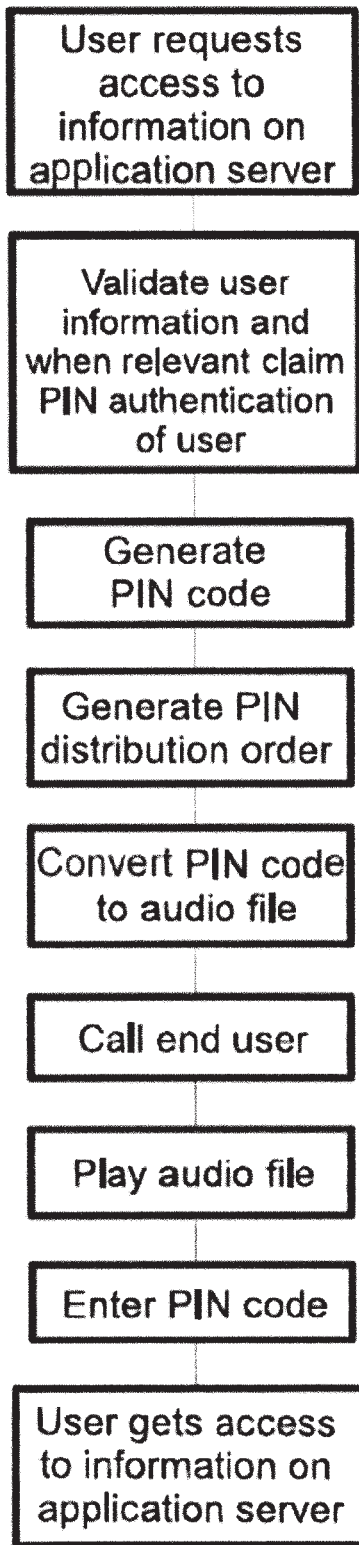 User requests
access to
information on
application server
Validate user
information and
when relevant claim
PIN authentication
of user
Generate
PIN code
Generate PIN
distribution order
Convert PIN code
to audio file
Call end user
Play audio file
Enter PIN code
User gets access
to information on
application server